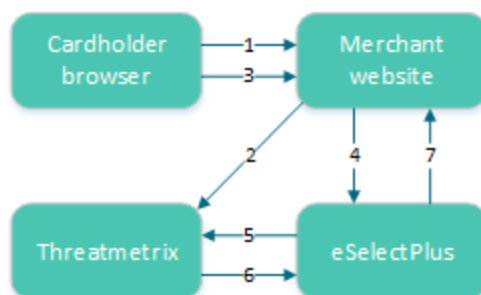 Cardholder
browser
1
3
Merchant
website
2
4
7
Threatmetrix
5
6
eSelectPlus